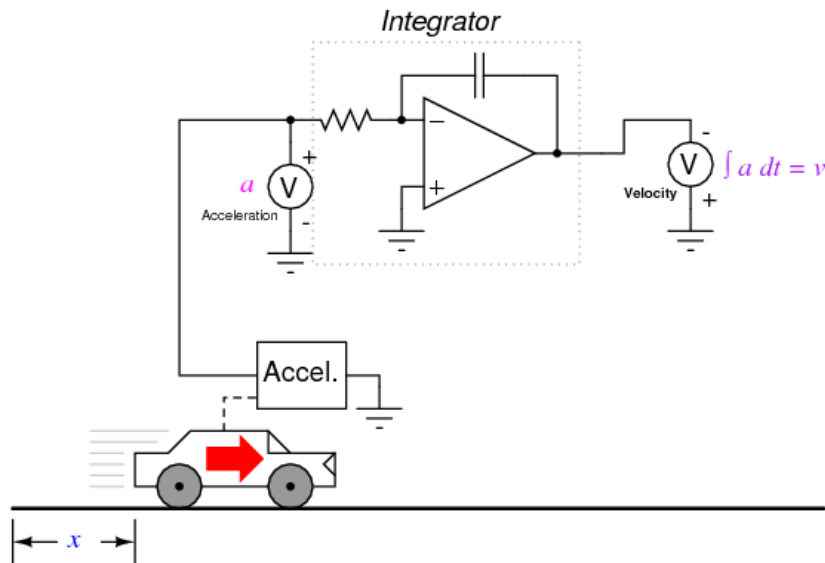 Integrator
+
-
a
V
Acceleration
-
−
+
-
V
Velocity
+
∫ a dt = v
Accel.
x